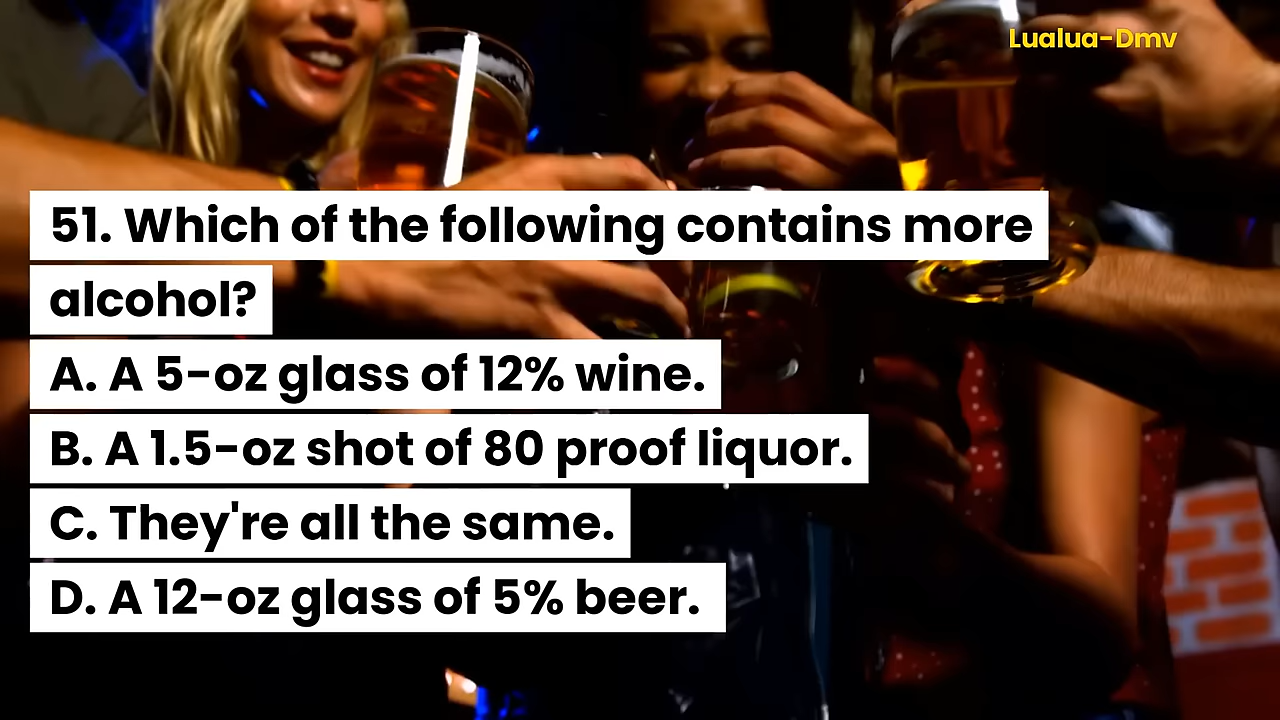 Lualua-Dmv
51. Which of the following contains more
alcohol?
A. A 5-oz glass of 12% wine.
B. A 1.5-oz shot of 80 proof liquor.
C. They're all the same.
D. A 12-oz glass of 5% beer.